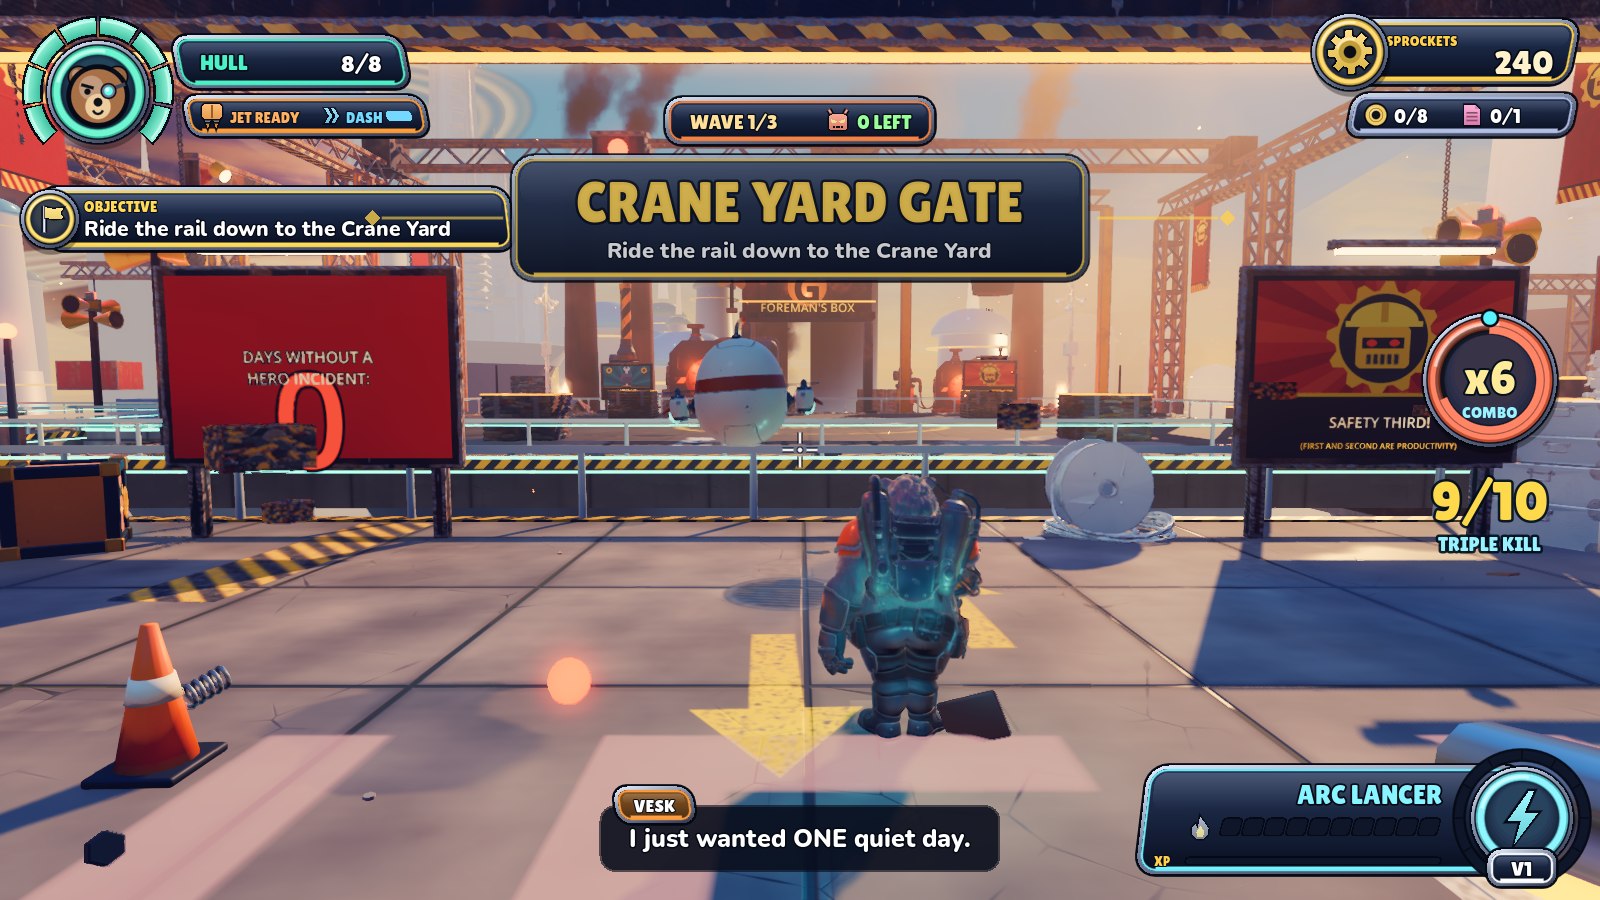 HULL 8/8
JET READY DASH
WAVE 1/3 0 LEFT
SPROCKETS
240
0/8 0/1
OBJECTIVE
Ride the rail down to the Crane Yard
CRANE YARD GATE
Ride the rail down to the Crane Yard
G
FOREMAN'S BOX
DAYS WITHOUT A
HERO INCIDENT:
0
SAFETY THIRD!
(FIRST AND SECOND ARE PRODUCTIVITY)
x6
COMBO
9/10
TRIPLE KILL
VESK
I just wanted ONE quiet day.
ARC LANCER
XP
V1